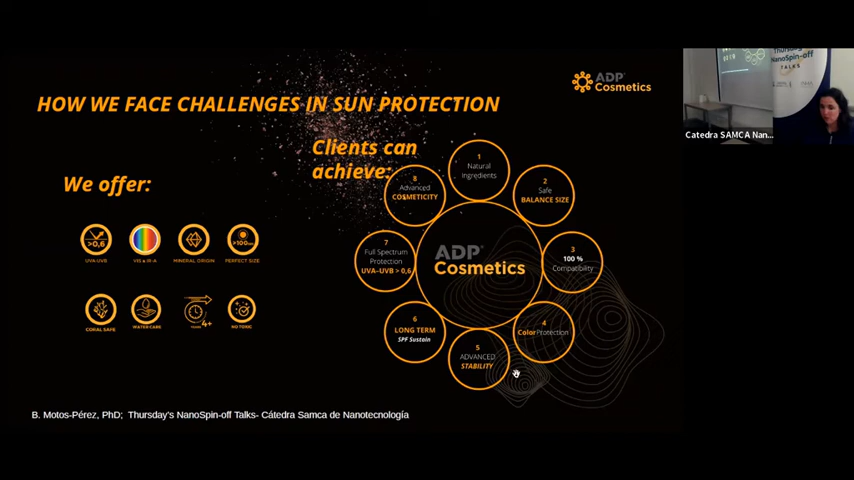 ADP
Cosmetics
HOW WE FACE CHALLENGES IN SUN PROTECTION
Clients can
achieve:
We offer:
>0,6
UVA-UVB
VIS & IR-A
MINERAL ORIGIN
PERFECT SIZE
CORAL SAFE
WATER CARE
4+
YEARS
NO TOXIC
1
Natural
Ingredients
2
Safe
BALANCE SIZE
3
100 %
Compatibility
4
ColorProtection
5
ADVANCED
STABILITY
6
LONG TERM
SPF Sustain
7
Full Spectrum
Protection
UVA-UVB > 0,6
8
Advanced
COSMETICITY
ADP
Cosmetics
B. Motos-Pérez, PhD; Thursday's NanoSpin-off Talks- Cátedra Samca de Nanotecnología
Thursday's
NanoSpin-off
TALKS
Catedra SAMCA Nan...